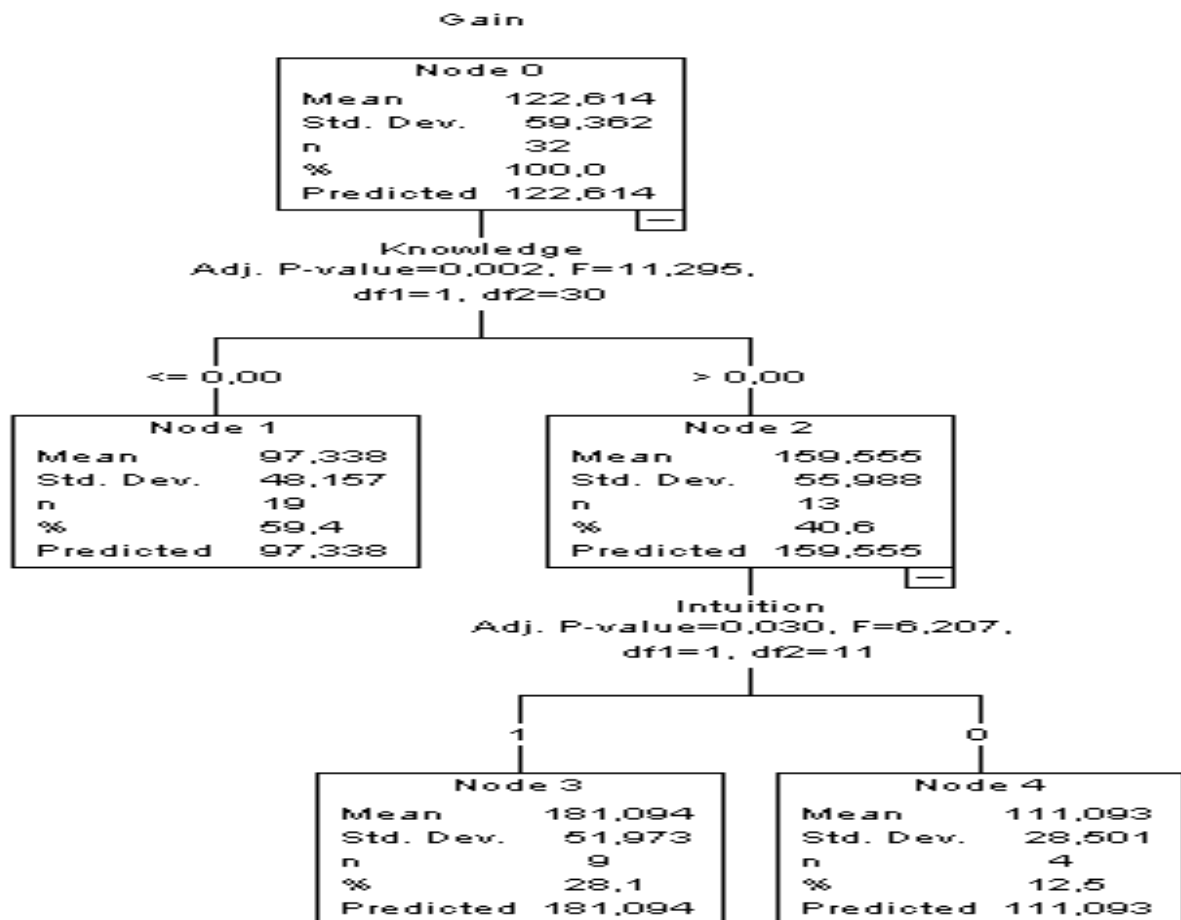 Gain
Node 0
Mean 122,614
Std. Dev. 59,362
n 32
% 100,0
Predicted 122,614
Knowledge
Adj. P-value=0,002, F=11,295,
df1=1, df2=30
<= 0,00
> 0,00
Node 1
Mean 97,338
Std. Dev. 48,157
n 19
% 59,4
Predicted 97,338
Node 2
Mean 159,555
Std. Dev. 55,988
n 13
% 40,6
Predicted 159,555
Intuition
Adj. P-value=0,030, F=6,207,
df1=1, df2=11
1
0
Node 3
Mean 181,094
Std. Dev. 51,973
n 9
% 28,1
Predicted 181,094
Node 4
Mean 111,093
Std. Dev. 28,501
n 4
% 12,5
Predicted 111,093